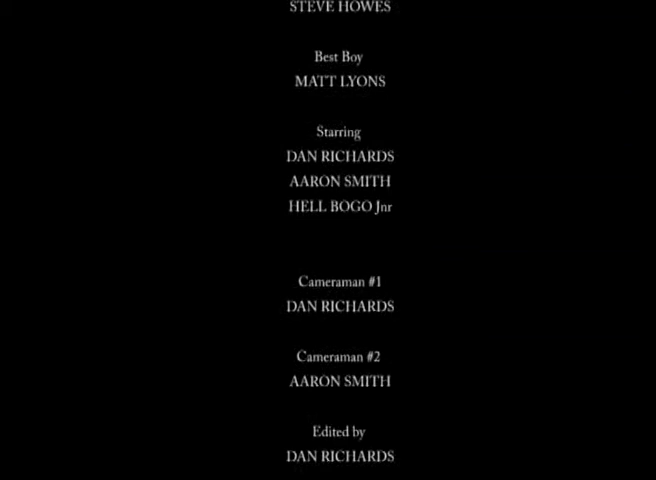 STEVE HOWES
Best Boy
MATT LYONS
Starring
DAN RICHARDS
AARON SMITH
HELL BOGO Jnr
Cameraman #1
DAN RICHARDS
Cameraman #2
AARON SMITH
Edited by
DAN RICHARDS